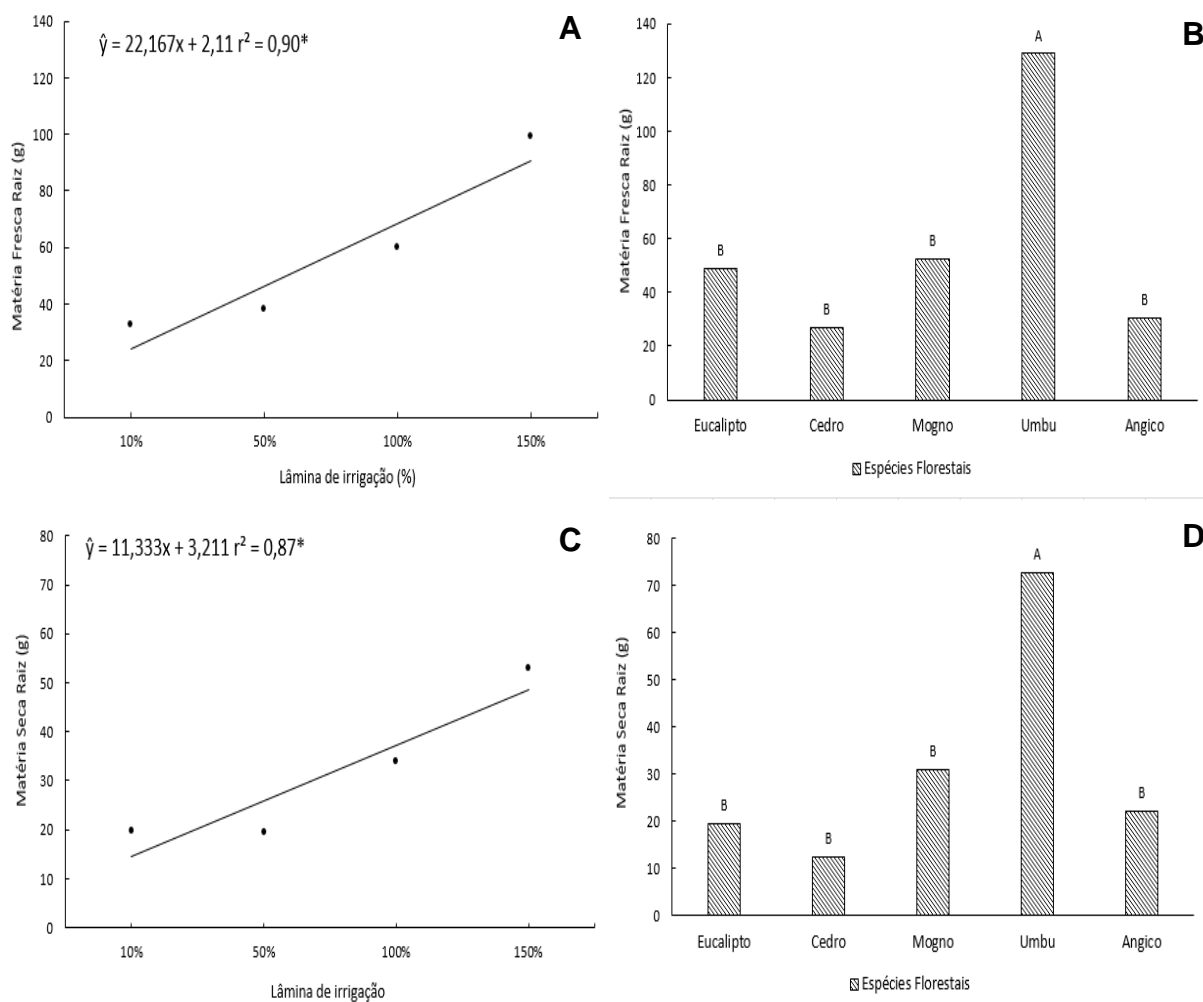 ŷ = 22,167x + 2,11 r² = 0,90*
A
Matéria Fresca Raiz (g)
140
120
100
80
60
40
20
0
10% 50% 100% 150%
Lâmina de irrigação (%)
B
Matéria Fresca Raiz (g)
140
120
100
80
60
40
20
0
B B B A B
Eucalipto Cedro Mogno Umbu Angico
Espécies Florestais
ŷ = 11,333x + 3,211 r² = 0,87*
C
Matéria Seca Raiz (g)
80
70
60
50
40
30
20
10
0
10% 50% 100% 150%
Lâmina de irrigação
D
Matéria Seca Raiz (g)
80
70
60
50
40
30
20
10
0
B B B A B
Eucalipto Cedro Mogno Umbu Angico
Espécies Florestais